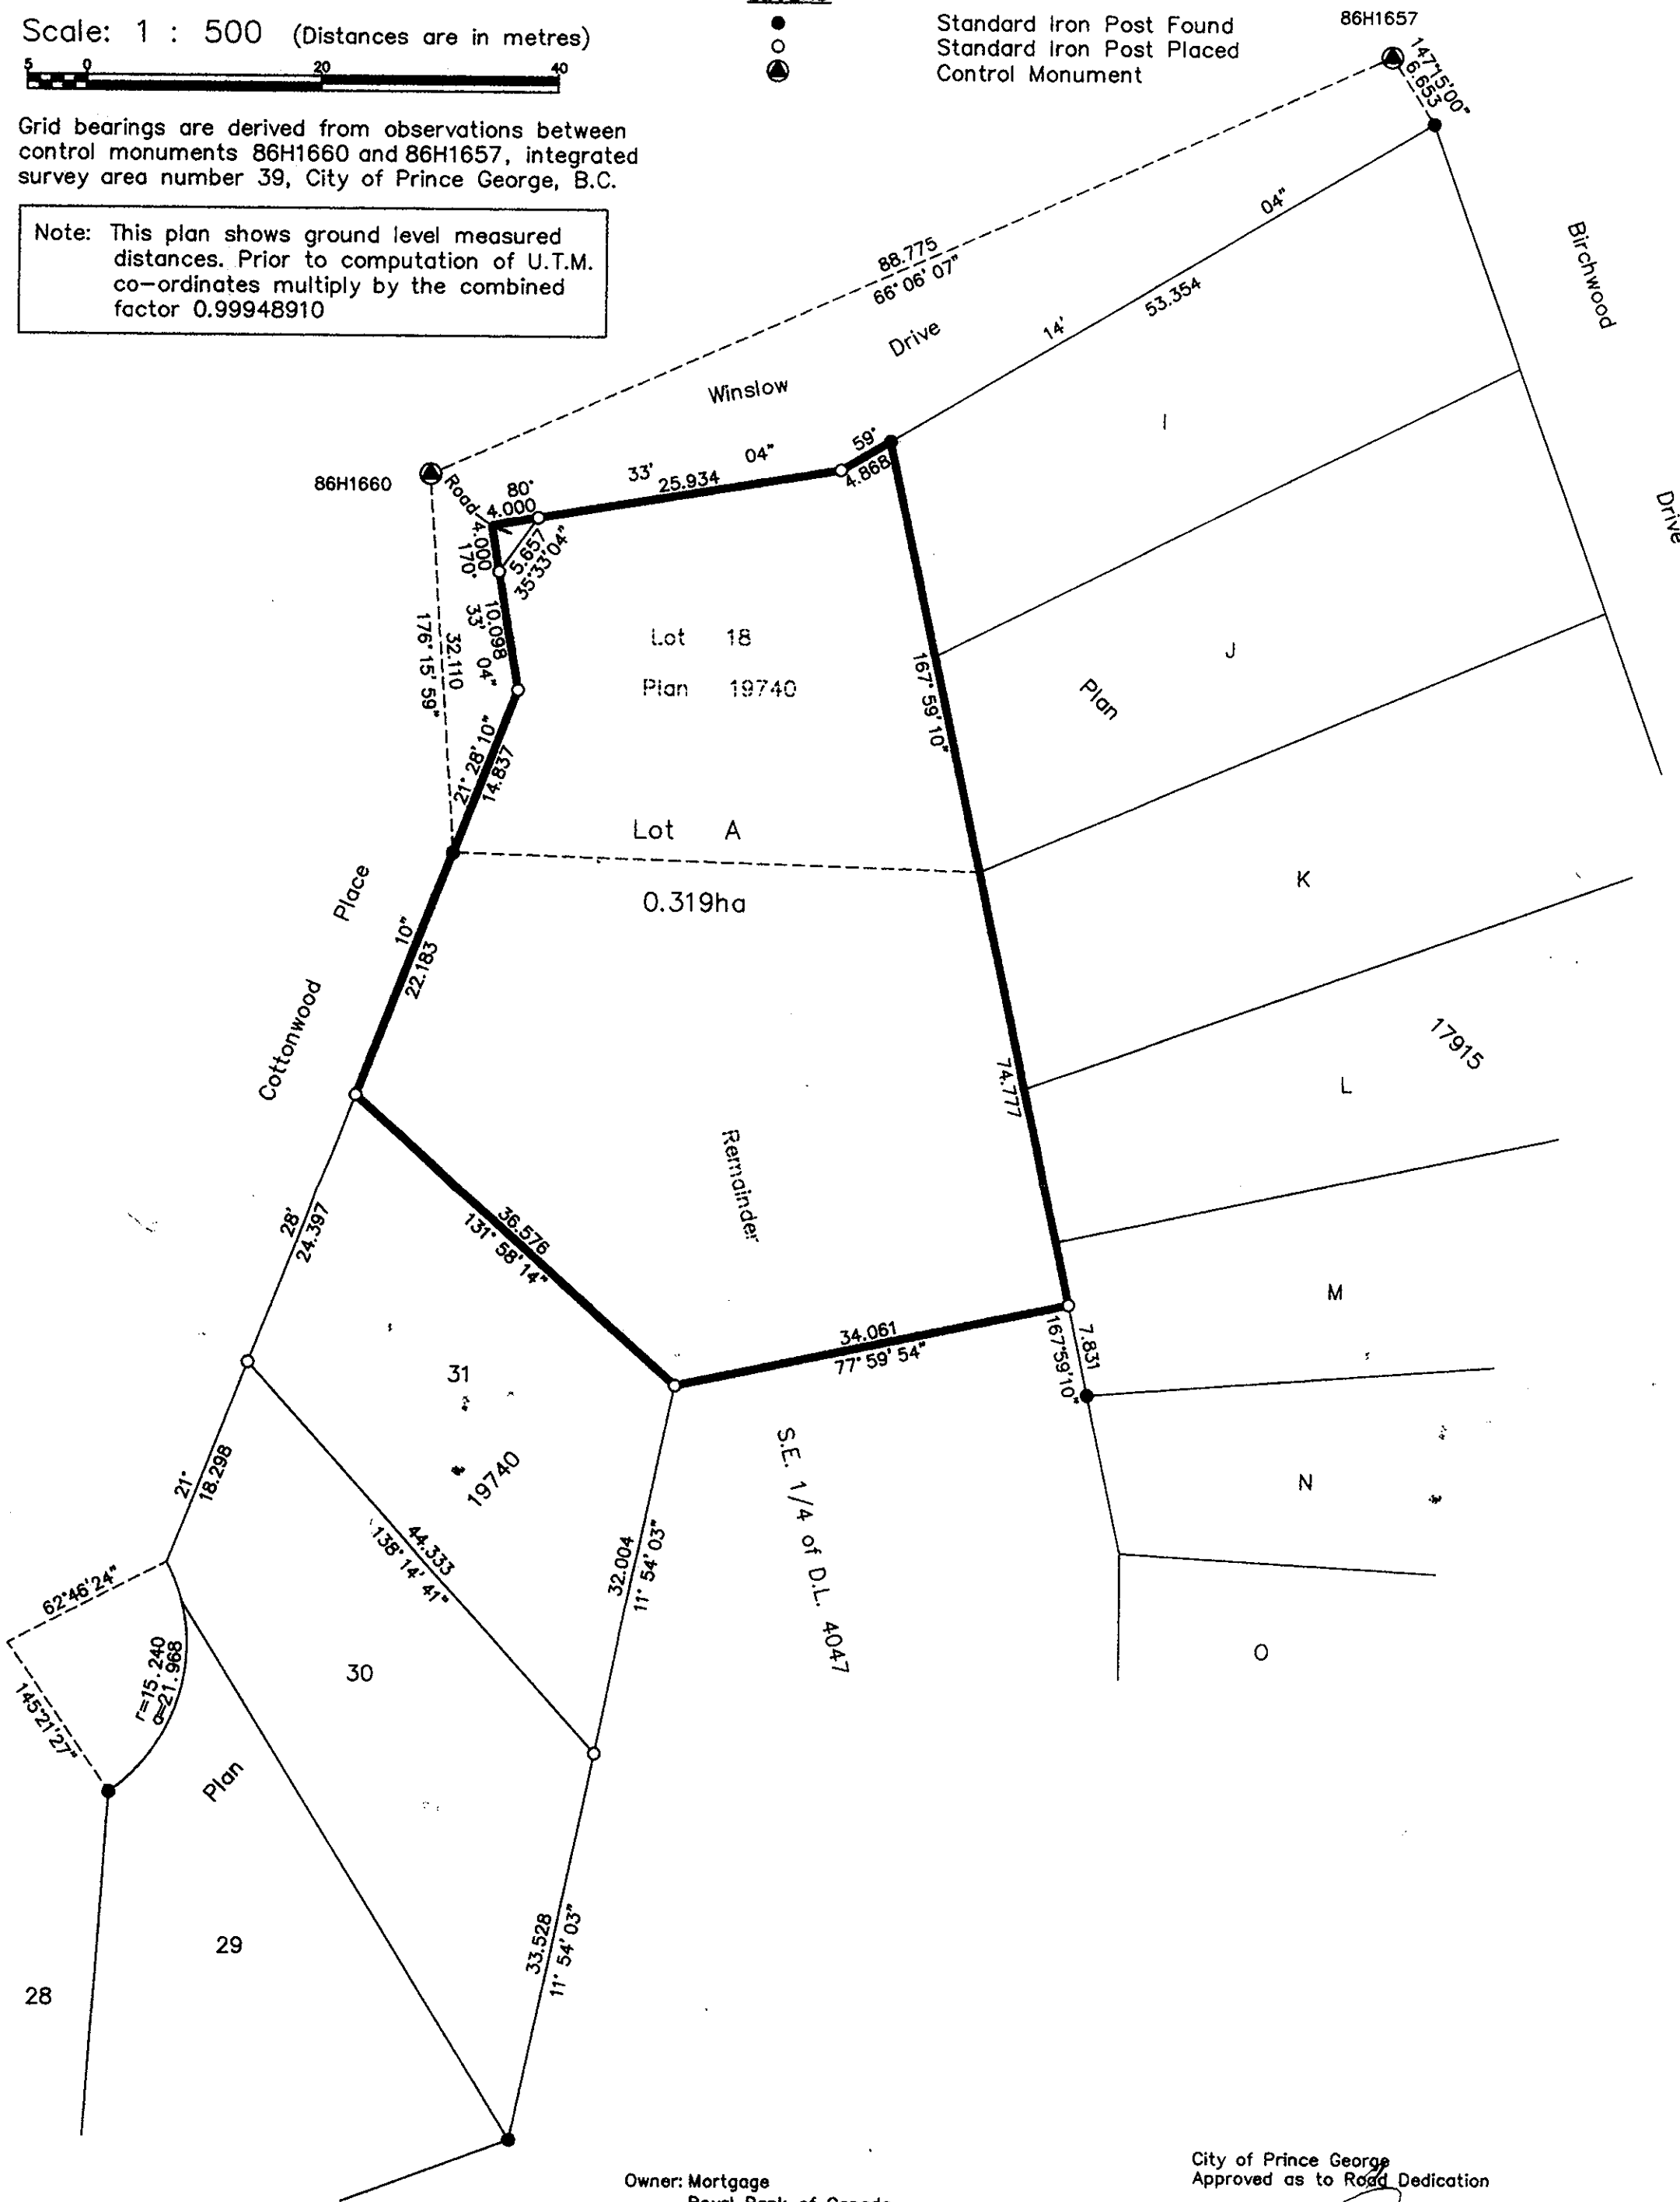 Scale: 1 : 500 (Distances are in metres)
5 0 20 40
Standard Iron Post Found
Standard Iron Post Placed
Control Monument
Grid bearings are derived from observations between
control monuments 86H1660 and 86H1657, integrated
survey area number 39, City of Prince George, B.C.
Note: This plan shows ground level measured
distances. Prior to computation of U.T.M.
co-ordinates multiply by the combined
factor 0.99948910
86H1657
147°15'00"
6.653
Birchwood
Drive
88.775
66° 06' 07"
04"
53.354
14'
59°
4.868
Winslow
Drive
86H1660
Road
80°
4.000
33'
25.934
04"
4.000
170°
5.657
35°33'04"
10.098
33'
04"
32.110
176° 15' 59"
21° 28' 10"
14.837
Lot 18
Plan 19740
Lot A
0.319ha
167° 59' 10"
74.777
Plan
17915
I
J
K
L
M
N
O
Cottonwood
Place
10"
22.183
28'
24.397
21°
18.298
36.576
131° 58' 14"
Remainder
34.061
77° 59' 54"
7.831
167°59'10"
31
19740
44.333
138° 14' 41"
32.004
11° 54' 03"
S.E. 1/4 of D.L. 4047
62°46'24"
145°21'27"
r=15.240
a=21.968
30
Plan
33.528
11° 54' 03"
29
28
Owner: Mortgage
Royal Bank of Canada
City of Prince George
Approved as to Road Dedication